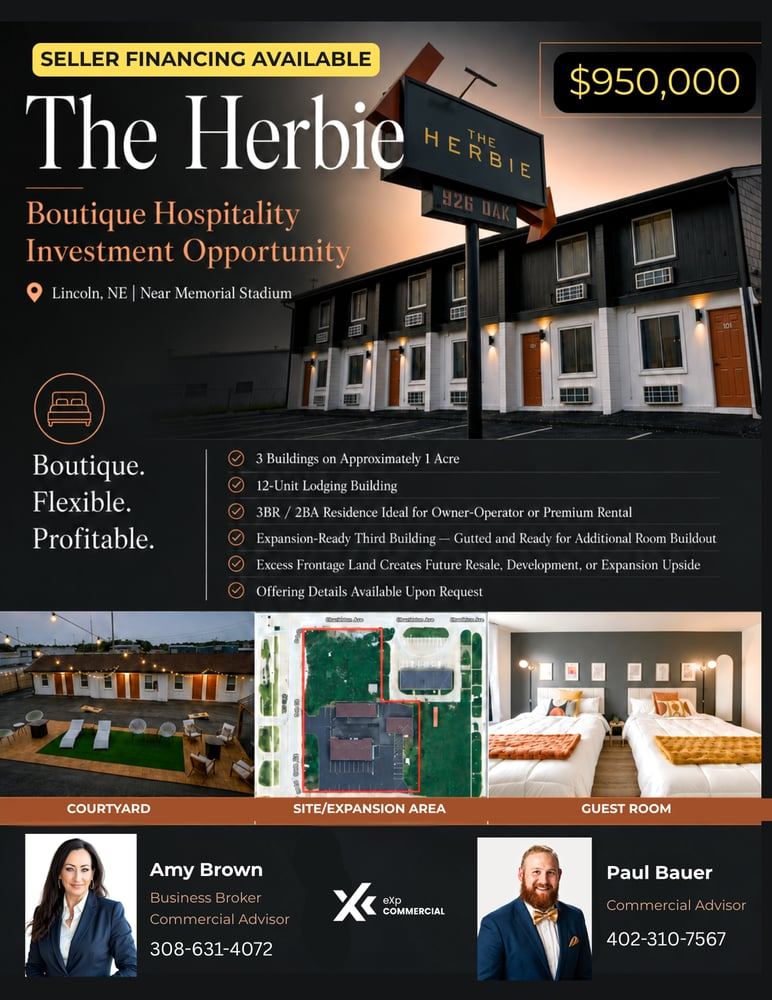 SELLER FINANCING AVAILABLE
$950,000
The Herbie
THE
HERBIE
926 OAK
Boutique Hospitality
Investment Opportunity
Lincoln, NE | Near Memorial Stadium
101
Boutique.
Flexible.
Profitable.
3 Buildings on Approximately 1 Acre
12-Unit Lodging Building
3BR / 2BA Residence Ideal for Owner-Operator or Premium Rental
Expansion-Ready Third Building — Gutted and Ready for Additional Room Buildout
Excess Frontage Land Creates Future Resale, Development, or Expansion Upside
Offering Details Available Upon Request
COURTYARD
SITE/EXPANSION AREA
GUEST ROOM
Amy Brown
Business Broker
Commercial Advisor
308-631-4072
eXp
COMMERCIAL
Paul Bauer
Commercial Advisor
402-310-7567